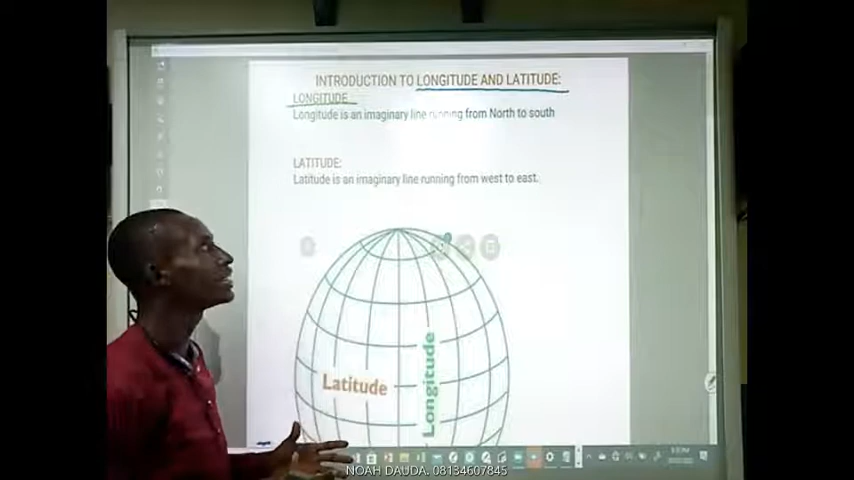 INTRODUCTION TO LONGITUDE AND LATITUDE:
LONGITUDE
Longitude is an imaginary line running from North to south
LATITUDE:
Latitude is an imaginary line running from west to east.
Latitude
Longitude
NOAH DAUDA. 08134607845